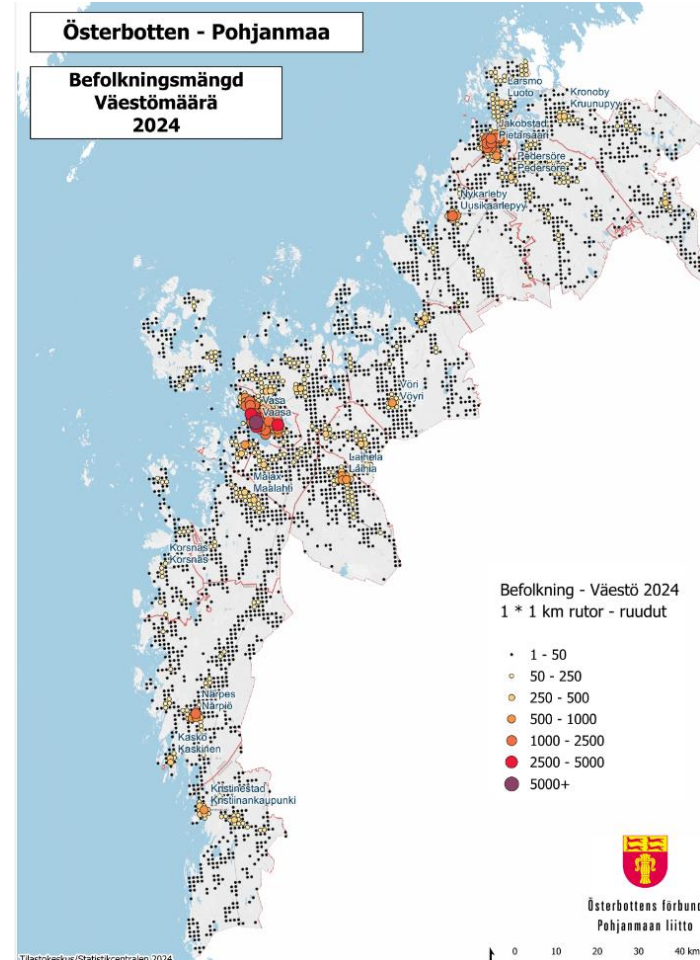 Österbotten - Pohjanmaa
Befolkningsmängd
Väestömäärä
2024
Larsmo
Luoto
Kronoby
Kruunupyy
Jakobstad
Pietarsaari
Pedersöre
Pedersöre
Nykarleby
Uusikaarlepyy
Vörå
Vöyri
Vasa
Vaasa
Laihela
Laihia
Malax
Maalahti
Korsnäs
Korsnäs
Närpes
Närpiö
Kaskö
Kaskinen
Kristinestad
Kristiinankaupunki
Befolkning - Väestö 2024
1 * 1 km rutor - ruudut
1 - 50
50 - 250
250 - 500
500 - 1000
1000 - 2500
2500 - 5000
5000+
Österbottens förbund
Pohjanmaan liitto
0 10 20 30 40 km
Tilastokeskus/Statistikcentralen 2024